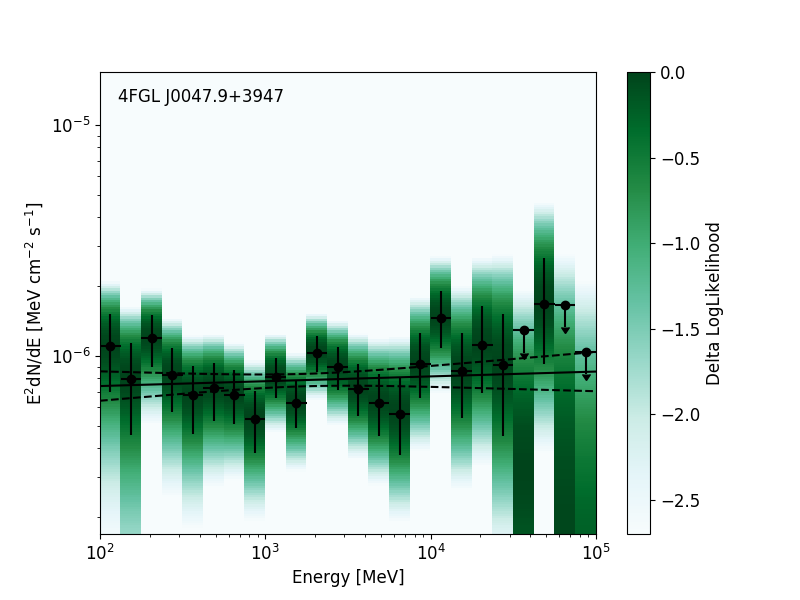 4FGL J0047.9+3947
10⁻⁵
10⁻⁶
E²dN/dE [MeV cm⁻² s⁻¹]
10² 10³ 10⁴ 10⁵
Energy [MeV]
0.0
−0.5
−1.0
−1.5
−2.0
−2.5
Delta LogLikelihood